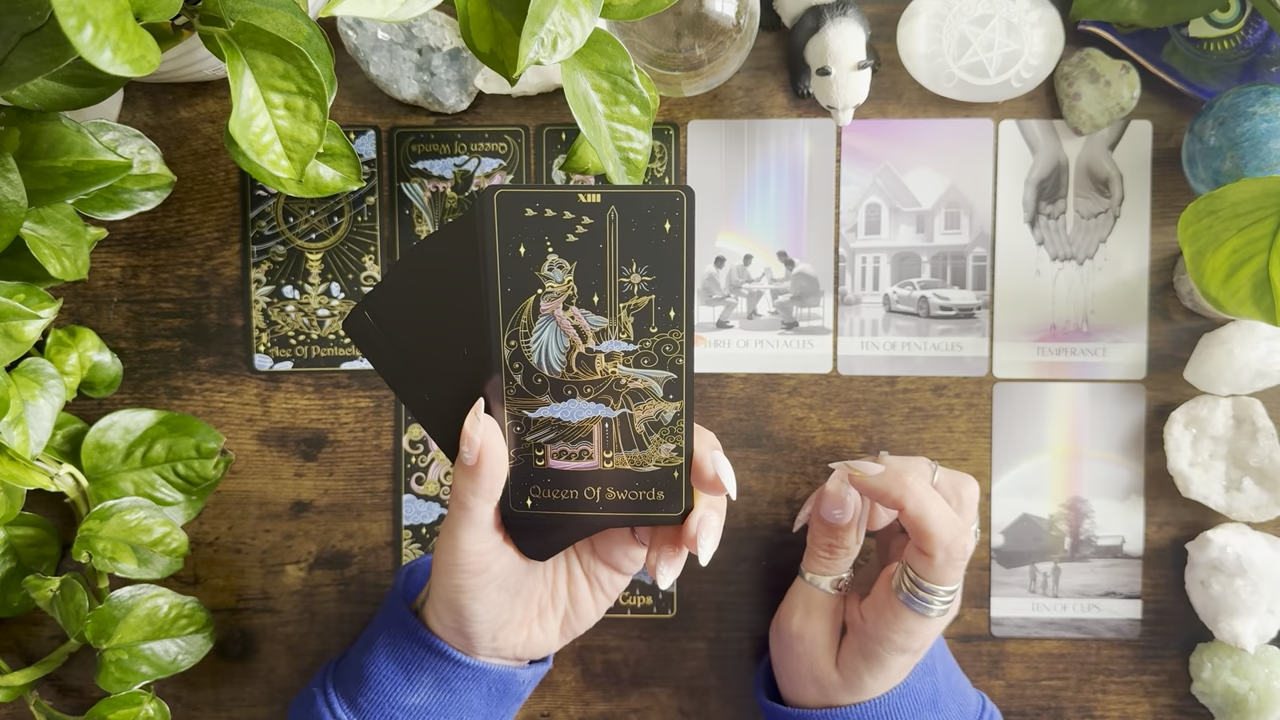 Queen Of Wands
XIII
Ace Of Pentacles
Queen Of Swords
THREE OF PENTACLES
TEN OF PENTACLES
TEMPERANCE
Cups
TEN OF CUPS